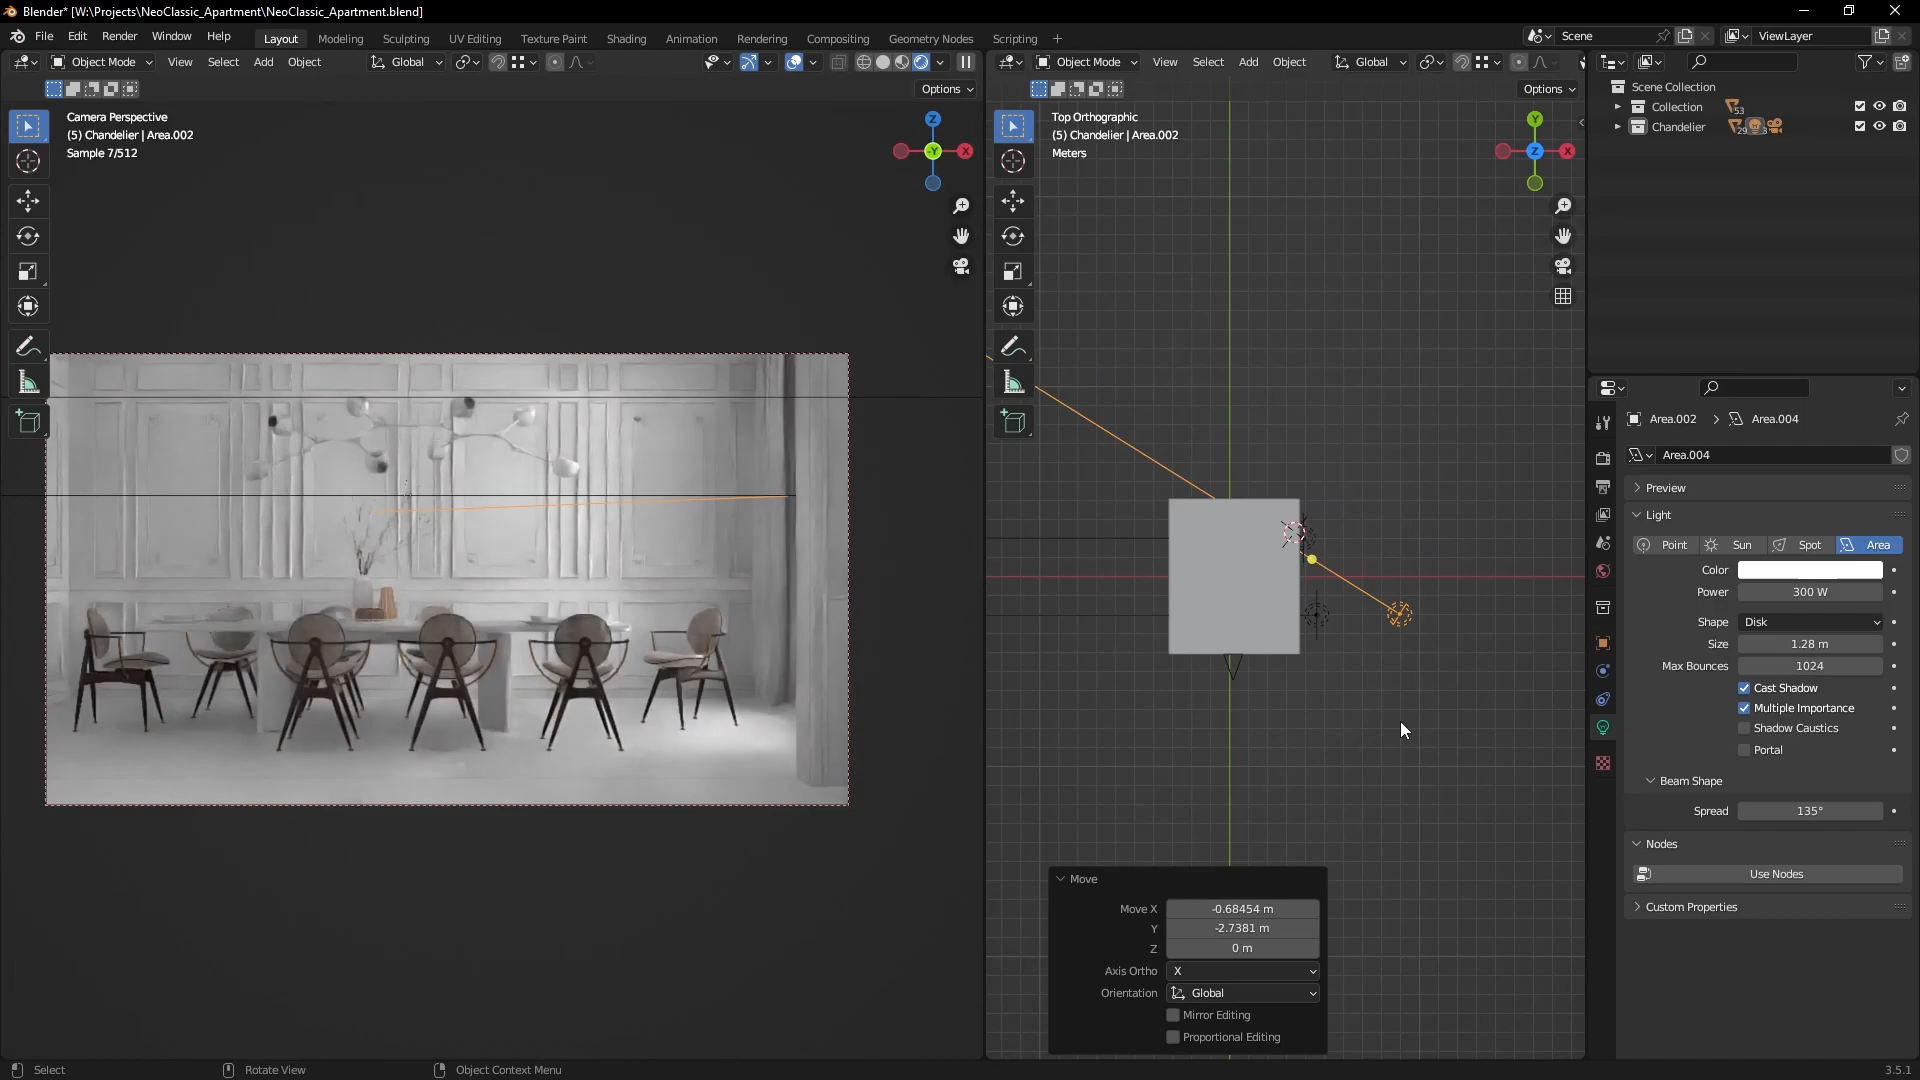 Blender* [W:\Projects\NeoClassic_Apartment\NeoClassic_Apartment.blend]
File Edit Render Window Help
Layout Modeling Sculpting UV Editing Texture Paint Shading Animation Rendering Compositing Geometry Nodes Scripting
Scene
ViewLayer
Object Mode View Select Add Object Global
Options
Camera Perspective
(5) Chandelier | Area.002
Sample 7/512
Z
-Y
X
Object Mode View Select Add Object Global
Options
Top Orthographic
(5) Chandelier | Area.002
Meters
Y
Z
X
Move
Move X -0.68454 m
Y -2.7381 m
Z 0 m
Axis Ortho X
Orientation Global
Mirror Editing
Proportional Editing
Scene Collection
Collection 53
Chandelier 29 3
Area.002 > Area.004
Area.004
Preview
Light
Point Sun Spot Area
Color
Power 300 W
Shape Disk
Size 1.28 m
Max Bounces 1024
Cast Shadow
Multiple Importance
Shadow Caustics
Portal
Beam Shape
Spread 135°
Nodes
Use Nodes
Custom Properties
Select Rotate View Object Context Menu 3.5.1